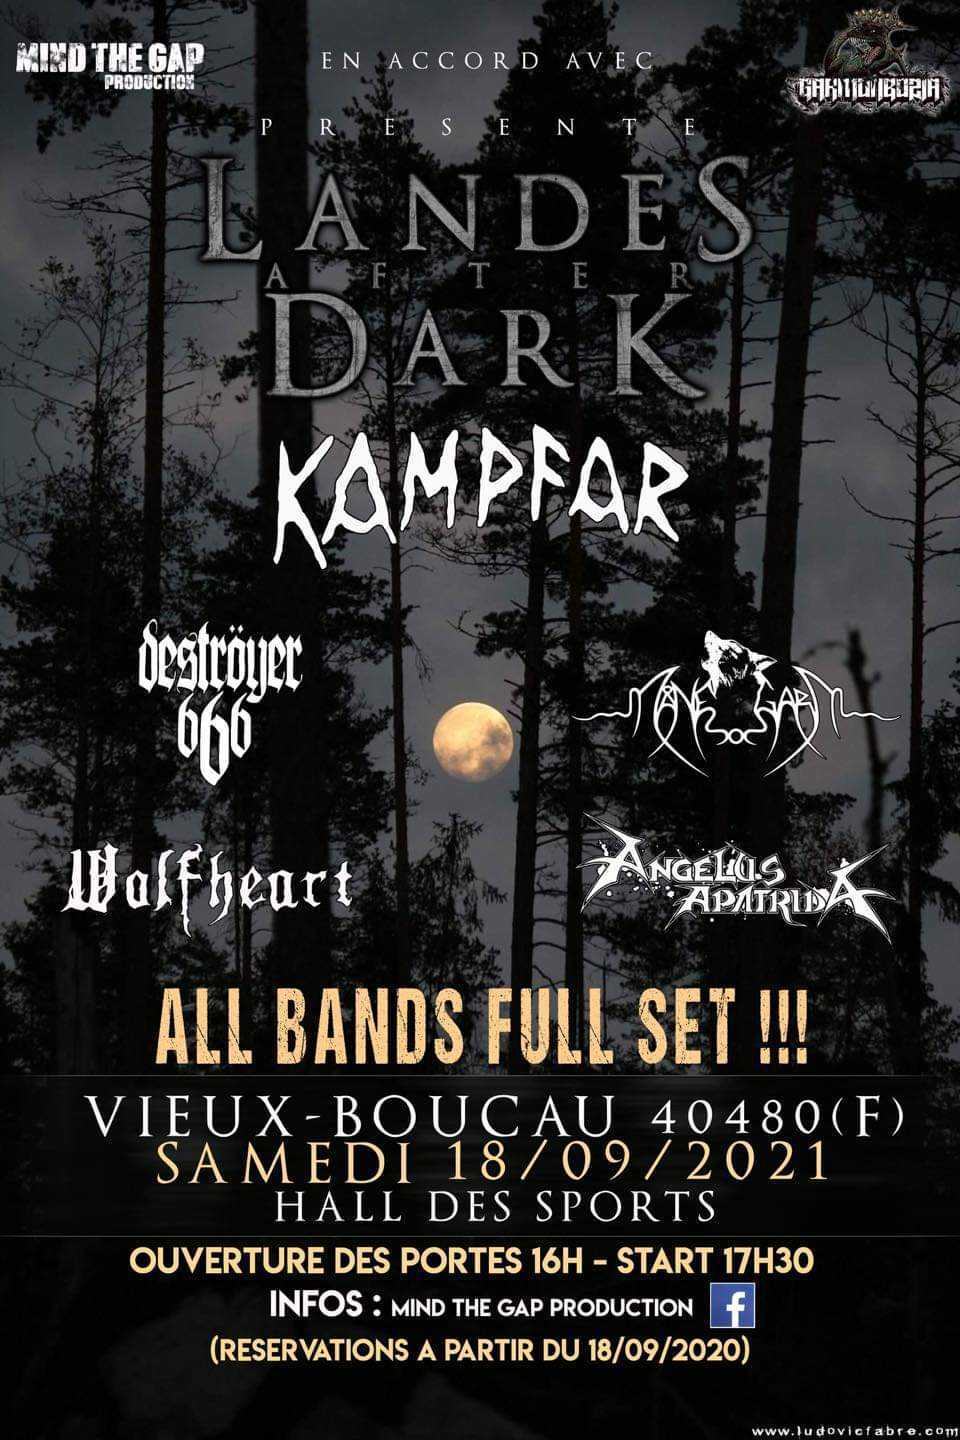 MIND THE GAP
PRODUCTION
EN ACCORD AVEC
GARMONBOZIA
PRESENTE
LANDES
AFTER
DARK
KAMPFAR
Deströyer
666
MÅNEGARM
Wolfheart
ANGELUS
APATRIDA
ALL BANDS FULL SET !!!
VIEUX-BOUCAU 40480(F)
SAMEDI 18/09/2021
HALL DES SPORTS
OUVERTURE DES PORTES 16H - START 17H30
INFOS : MIND THE GAP PRODUCTION f
(RESERVATIONS A PARTIR DU 18/09/2020)
www.ludovicfabre.com